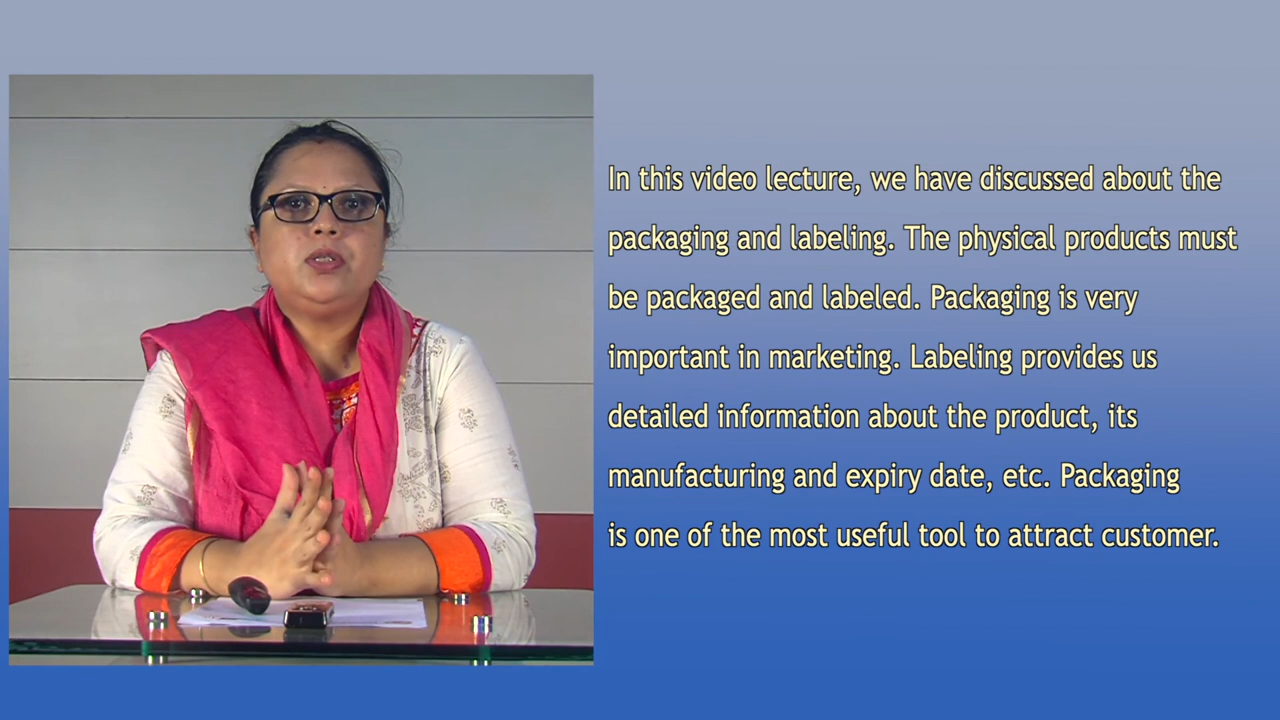 In this video lecture, we have discussed about the
packaging and labeling. The physical products must
be packaged and labeled. Packaging is very
important in marketing. Labeling provides us
detailed information about the product, its
manufacturing and expiry date, etc. Packaging
is one of the most useful tool to attract customer.